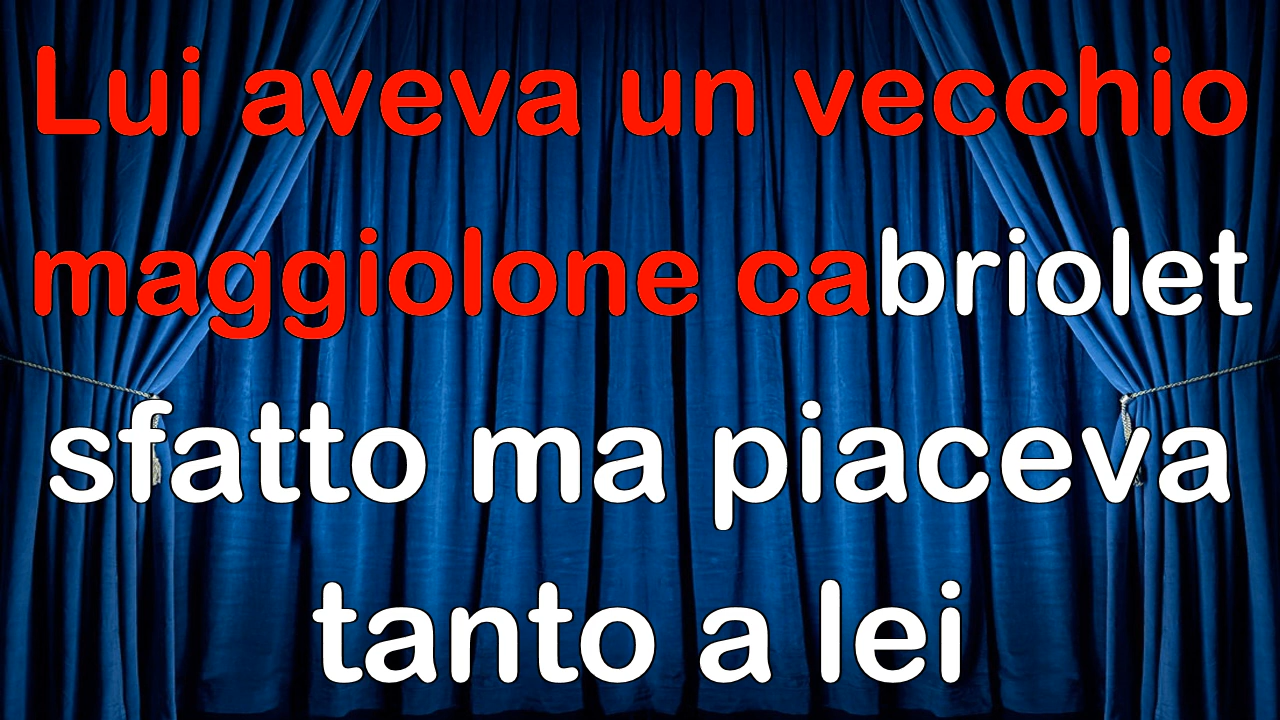 Lui aveva un vecchio
maggiolone cabriolet
sfatto ma piaceva
tanto a lei